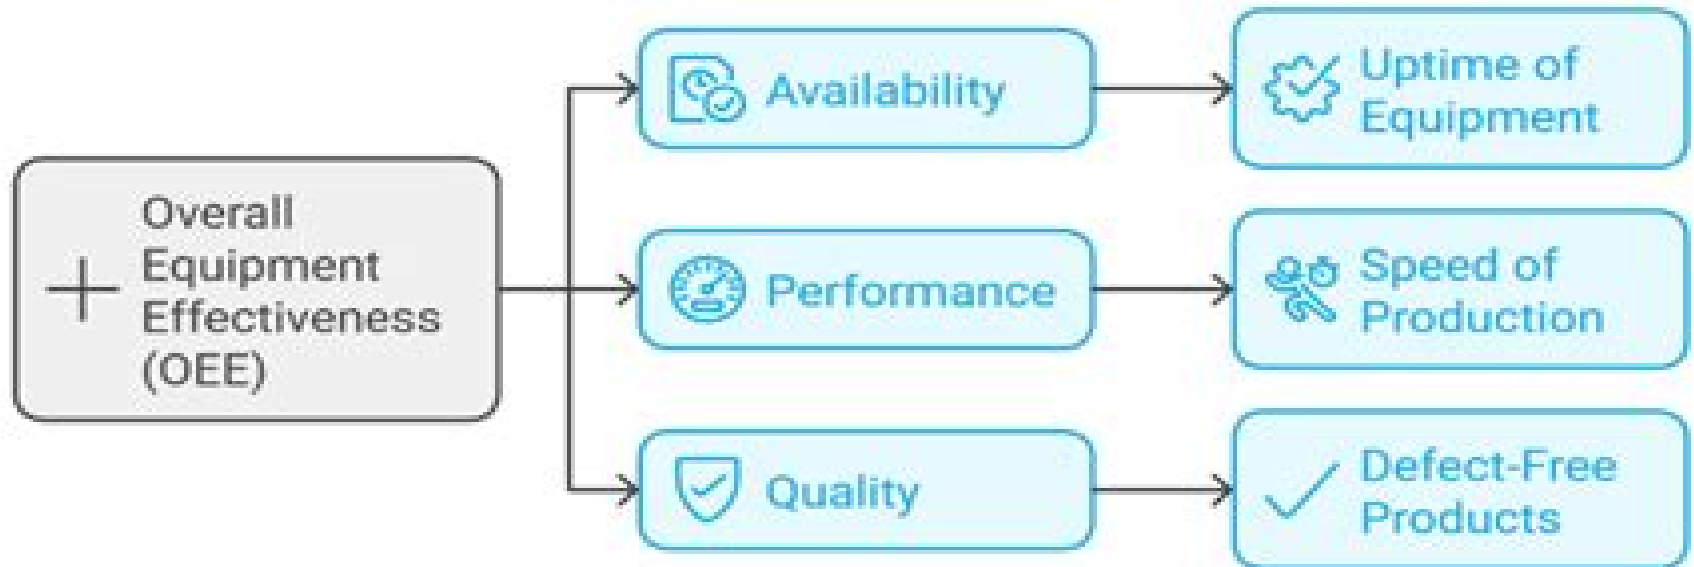 Overall
Equipment
Effectiveness
(OEE)
Availability
Uptime of
Equipment
Performance
Speed of
Production
Quality
Defect-Free
Products